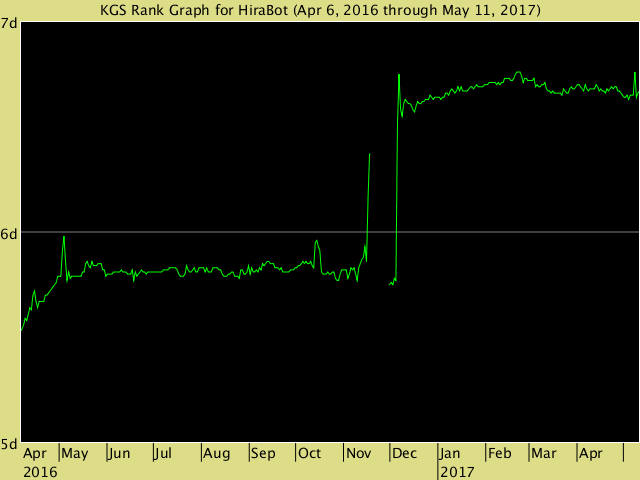 KGS Rank Graph for HiraBot (Apr 6, 2016 through May 11, 2017)
7d
6d
5d
Apr May Jun Jul Aug Sep Oct Nov Dec Jan Feb Mar Apr
2016 2017